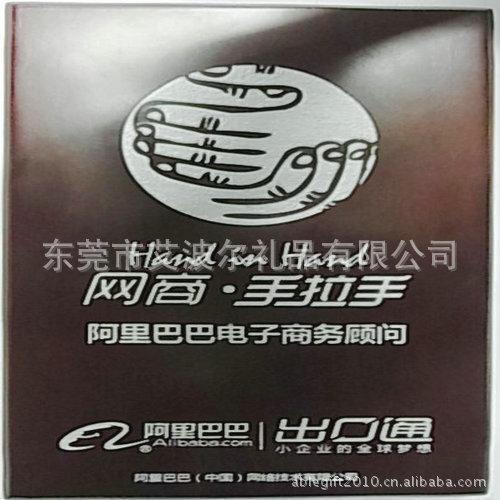 东莞市艾波尔礼品有限公司
Hand in Hand
网商·手拉手
阿里巴巴电子商务顾问
阿里巴巴 | 出口通
Alibaba.com 小企业的全球梦想
阿里巴巴(中国)网络技术有限公司
ablegift2010.cn.alibaba.com